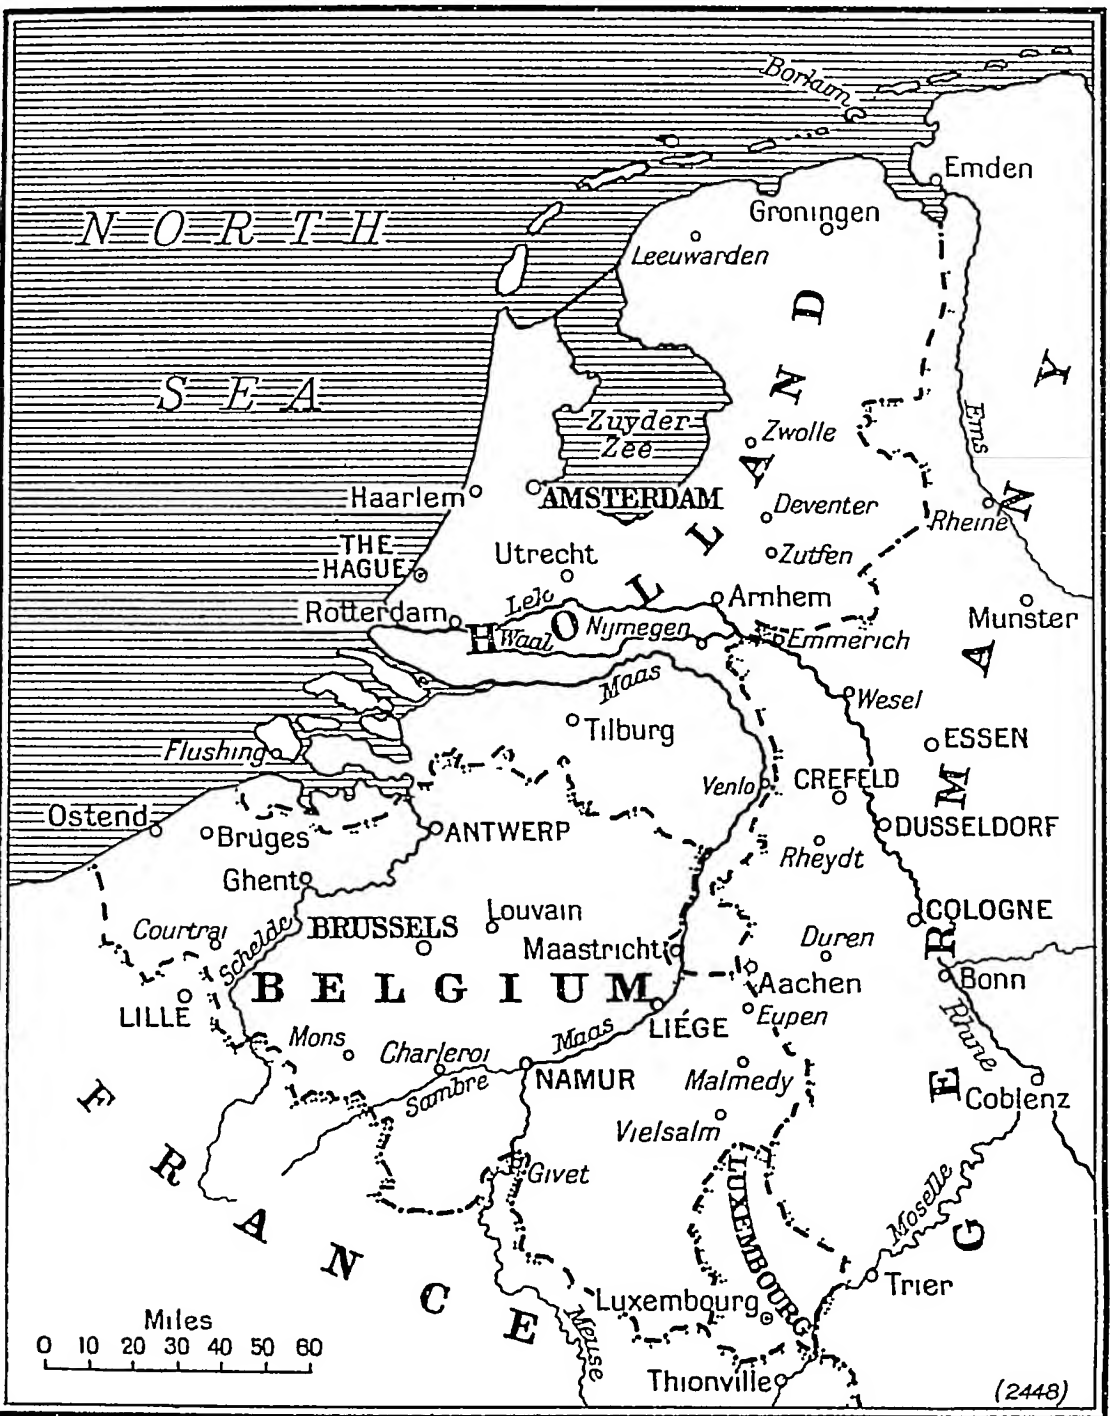 Borkum
Emden
NORTH
Groningen
Leeuwarden
SEA
Zuyder
Zee
Zwolle
Ems
Haarlem
AMSTERDAM
Deventer
Rheine
THE
HAGUE
Utrecht
Zutfen
Rotterdam
Lek
Arnhem
Munster
HOLLAND
Waal
Nijmegen
Emmerich
Maas
Wesel
Tilburg
ESSEN
Flushing
Venlo
CREFELD
Ostend
Bruges
ANTWERP
DUSSELDORF
Rheydt
Ghent
Louvain
COLOGNE
Courtrai
Schelde
BRUSSELS
Maastricht
Duren
BELGIUM
Aachen
Bonn
LILLE
LIÉGE
Eupen
Rhine
Mons
Charleroi
Maas
Sambre
NAMUR
Malmedy
Coblenz
Vielsalm
GERMANY
Givet
LUXEMBOURG
Moselle
FRANCE
Luxembourg
Trier
Meuse
Thionville
Miles
0 10 20 30 40 50 60
(2448)